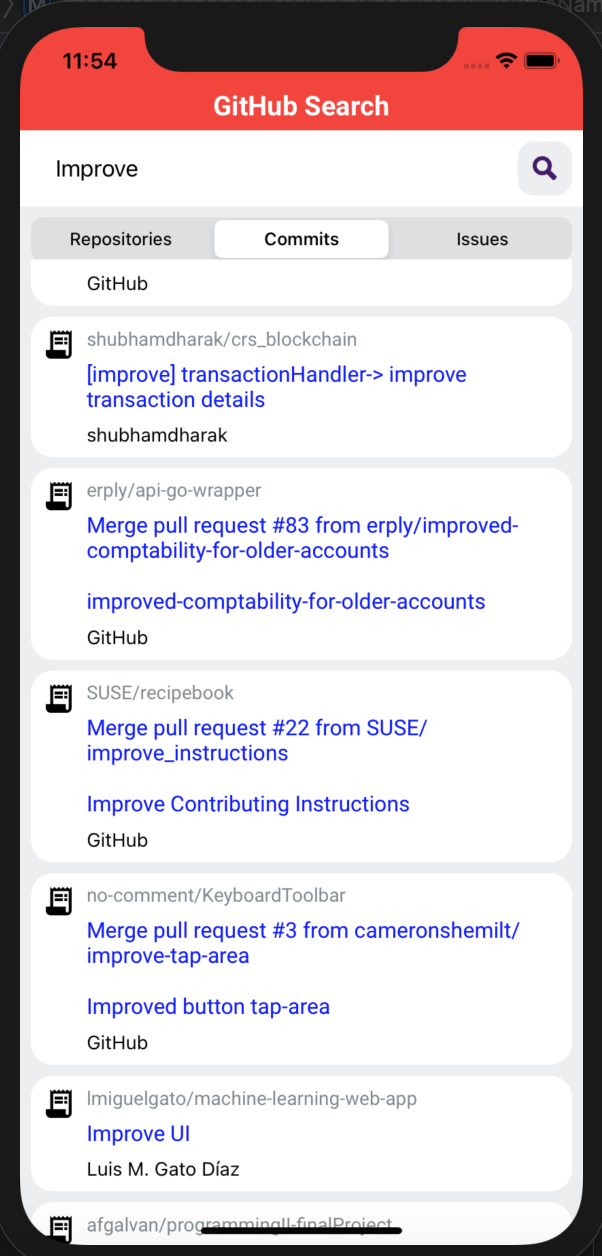 11:54
GitHub Search
Improve
Repositories
Commits
Issues
GitHub
shubhamdharak/crs_blockchain
[improve] transactionHandler-> improve
transaction details
shubhamdharak
erply/api-go-wrapper
Merge pull request #83 from erply/improved-
comptability-for-older-accounts
improved-comptability-for-older-accounts
GitHub
SUSE/recipebook
Merge pull request #22 from SUSE/
improve_instructions
Improve Contributing Instructions
GitHub
no-comment/KeyboardToolbar
Merge pull request #3 from cameronshemilt/
improve-tap-area
Improved button tap-area
GitHub
lmiguelgato/machine-learning-web-app
Improve UI
Luis M. Gato Díaz
afgalvan/programmingII-finalProject